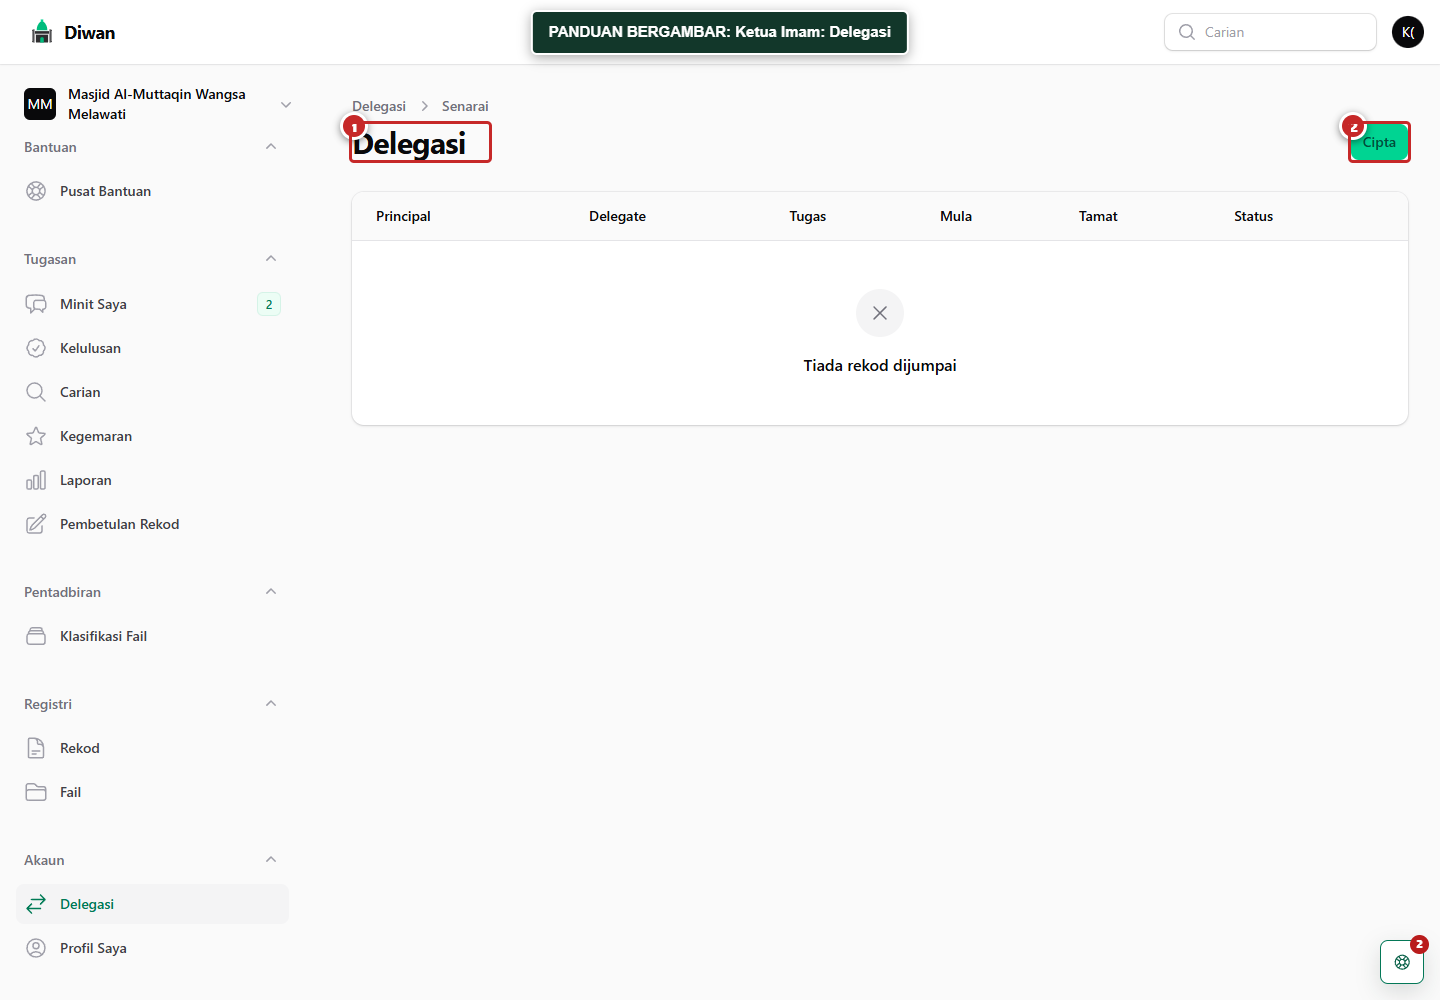 Diwan
PANDUAN BERGAMBAR: Ketua Imam: Delegasi
Carian
K(
MM
Masjid Al-Muttaqin Wangsa
Melawati
Bantuan
Pusat Bantuan
Tugasan
Minit Saya
2
Kelulusan
Carian
Kegemaran
Laporan
Pembetulan Rekod
Pentadbiran
Klasifikasi Fail
Registri
Rekod
Fail
Akaun
Delegasi
Profil Saya
Delegasi
Senarai
1
Delegasi
2
Cipta
Principal
Delegate
Tugas
Mula
Tamat
Status
Tiada rekod dijumpai
2